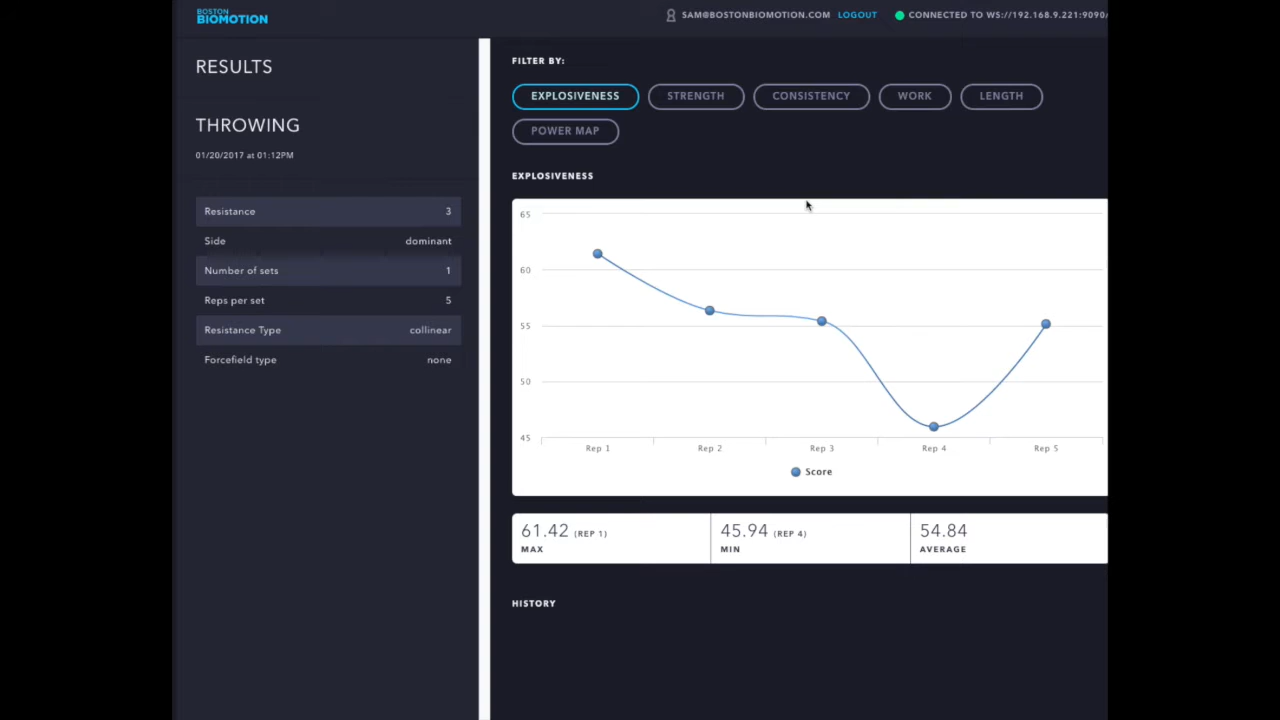 BOSTON
BIOMOTION
SAM@BOSTONBIOMOTION.COM LOGOUT CONNECTED TO WS://192.168.9.221:9090/
RESULTS
THROWING
01/20/2017 at 01:12PM
Resistance 3
Side dominant
Number of sets 1
Reps per set 5
Resistance Type collinear
Forcefield type none
FILTER BY:
EXPLOSIVENESS STRENGTH CONSISTENCY WORK LENGTH
POWER MAP
EXPLOSIVENESS
65
60
55
50
45
Rep 1 Rep 2 Rep 3 Rep 4 Rep 5
Score
61.42 (REP 1) 45.94 (REP 4) 54.84
MAX MIN AVERAGE
HISTORY